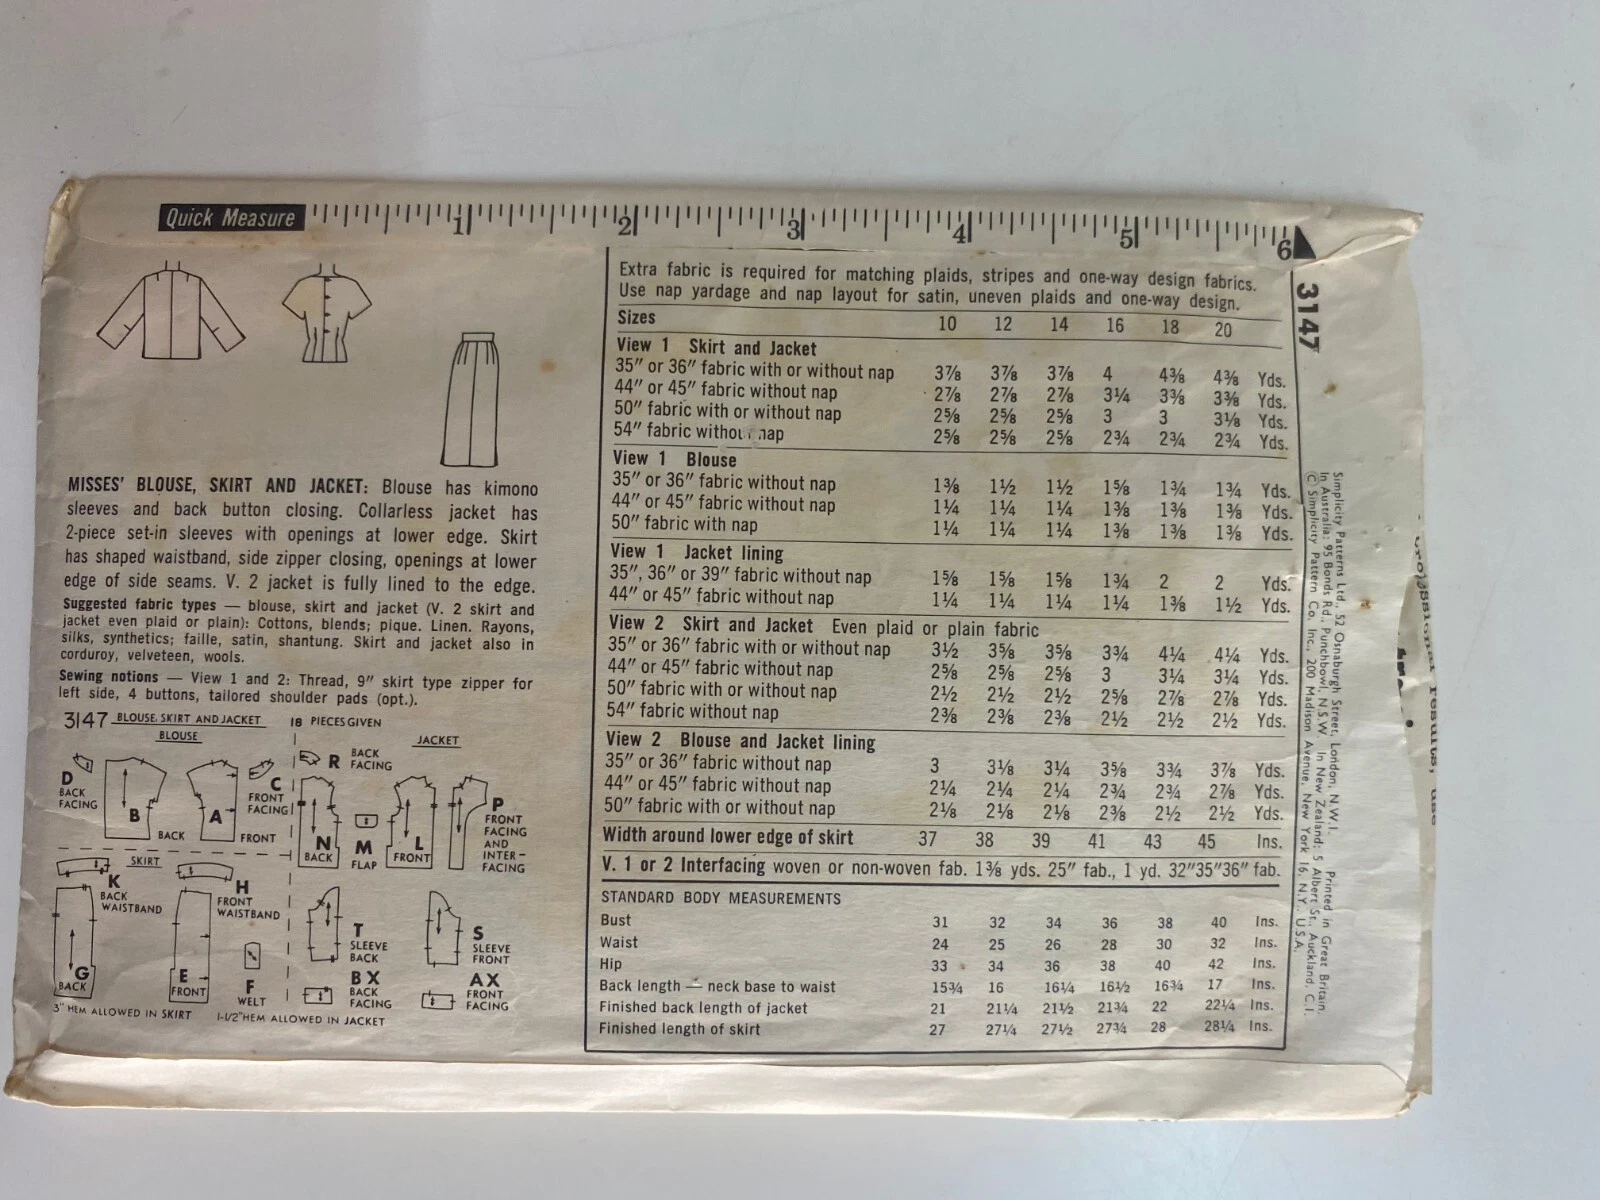 Quick Measure
1 2 3 4 5 6
MISSES' BLOUSE, SKIRT AND JACKET: Blouse has kimono
sleeves and back button closing. Collarless jacket has
2-piece set-in sleeves with openings at lower edge. Skirt
has shaped waistband, side zipper closing, openings at lower
edge of side seams. V. 2 jacket is fully lined to the edge.
Suggested fabric types — blouse, skirt and jacket (V. 2 skirt and
jacket even plaid or plain): Cottons, blends; pique. Linen. Rayons,
silks, synthetics; faille, satin, shantung. Skirt and jacket also in
corduroy, velveteen, wools.
Sewing notions — View 1 and 2: Thread, 9″ skirt type zipper for
left side, 4 buttons, tailored shoulder pads (opt.).
3147 BLOUSE, SKIRT AND JACKET 18 PIECES GIVEN
BLOUSE
D
BACK
FACING
B
BACK
A
FRONT
C
FRONT
FACING
SKIRT
K
BACK
WAISTBAND
H
FRONT
WAISTBAND
G
BACK
E
FRONT
F
WELT
3" HEM ALLOWED IN SKIRT
JACKET
R
BACK
FACING
N
BACK
M
FLAP
L
FRONT
P
FRONT
FACING
AND
INTER-
FACING
T
SLEEVE
BACK
S
SLEEVE
FRONT
BX
BACK
FACING
AX
FRONT
FACING
1-1/2" HEM ALLOWED IN JACKET
Extra fabric is required for matching plaids, stripes and one-way design fabrics.
Use nap yardage and nap layout for satin, uneven plaids and one-way design.
Sizes 10 12 14 16 18 20
View 1 Skirt and Jacket
35″ or 36″ fabric with or without nap 3⅞ 3⅞ 3⅞ 4 4⅜ 4⅜ Yds.
44″ or 45″ fabric without nap 2⅞ 2⅞ 2⅞ 3¼ 3⅜ 3⅜ Yds.
50″ fabric with or without nap 2⅝ 2⅝ 2⅝ 3 3 3⅛ Yds.
54″ fabric without nap 2⅝ 2⅝ 2⅝ 2¾ 2¾ 2¾ Yds.
View 1 Blouse
35″ or 36″ fabric without nap 1⅜ 1½ 1½ 1⅝ 1¾ 1¾ Yds.
44″ or 45″ fabric without nap 1¼ 1¼ 1¼ 1⅜ 1⅜ 1⅜ Yds.
50″ fabric with nap 1¼ 1¼ 1¼ 1⅜ 1⅜ 1⅜ Yds.
View 1 Jacket lining
35″, 36″ or 39″ fabric without nap 1⅝ 1⅝ 1⅝ 1¾ 2 2 Yds.
44″ or 45″ fabric without nap 1¼ 1¼ 1¼ 1¼ 1⅜ 1½ Yds.
View 2 Skirt and Jacket Even plaid or plain fabric
35″ or 36″ fabric with or without nap 3½ 3⅝ 3⅝ 3¾ 4¼ 4¼ Yds.
44″ or 45″ fabric without nap 2⅝ 2⅝ 2⅝ 3 3¼ 3¼ Yds.
50″ fabric with or without nap 2½ 2½ 2½ 2⅝ 2⅞ 2⅞ Yds.
54″ fabric without nap 2⅜ 2⅜ 2⅜ 2½ 2½ 2½ Yds.
View 2 Blouse and Jacket lining
35″ or 36″ fabric without nap 3 3⅛ 3¼ 3⅝ 3¾ 3⅞ Yds.
44″ or 45″ fabric without nap 2¼ 2¼ 2¼ 2¾ 2¾ 2⅞ Yds.
50″ fabric with or without nap 2⅛ 2⅛ 2⅛ 2⅜ 2½ 2½ Yds.
Width around lower edge of skirt 37 38 39 41 43 45 Ins.
V. 1 or 2 Interfacing woven or non-woven fab. 1⅜ yds. 25″ fab., 1 yd. 32″35″36″ fab.
STANDARD BODY MEASUREMENTS
Bust 31 32 34 36 38 40 Ins.
Waist 24 25 26 28 30 32 Ins.
Hip 33 34 36 38 40 42 Ins.
Back length — neck base to waist 15¾ 16 16¼ 16½ 16¾ 17 Ins.
Finished back length of jacket 21 21¼ 21½ 21¾ 22 22¼ Ins.
Finished length of skirt 27 27¼ 27½ 27¾ 28 28¼ Ins.
3147
Simplicity Patterns Ltd., 52 Osnaburgh Street, London, N.W.1. Printed in Great Britain.
In Australia: 95 Bonds Rd., Punchbowl, N.S.W. In New Zealand: 5 Albert St., Auckland, C.1.
© Simplicity Pattern Co. Inc., 200 Madison Avenue, New York 16, N.Y., U.S.A.
results, use